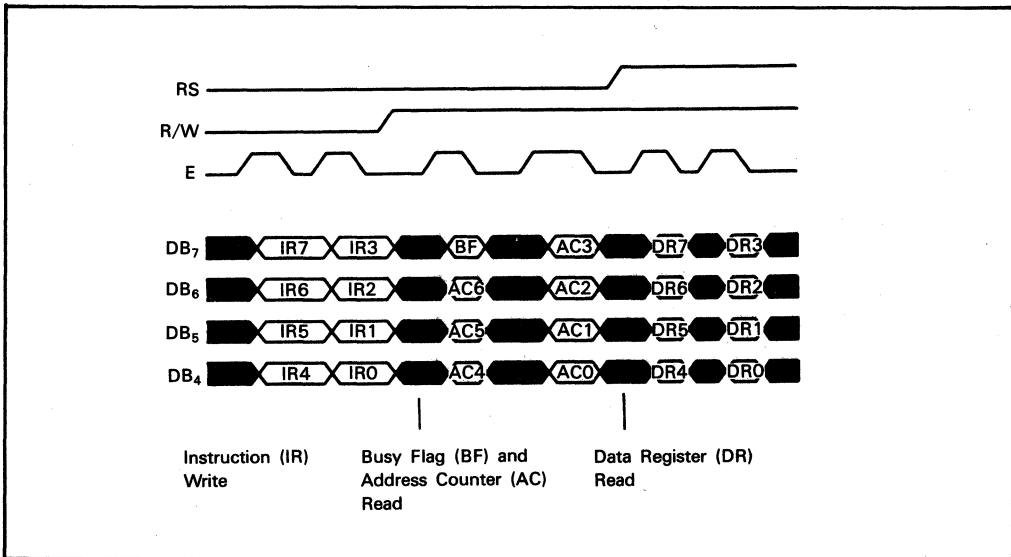 RS
R/W
E
DB₇ IR7 IR3 BF AC3 DR7 DR3
DB₆ IR6 IR2 AC6 AC2 DR6 DR2
DB₅ IR5 IR1 AC5 AC1 DR5 DR1
DB₄ IR4 IR0 AC4 AC0 DR4 DR0
Instruction (IR)
Write
Busy Flag (BF) and
Address Counter (AC)
Read
Data Register (DR)
Read